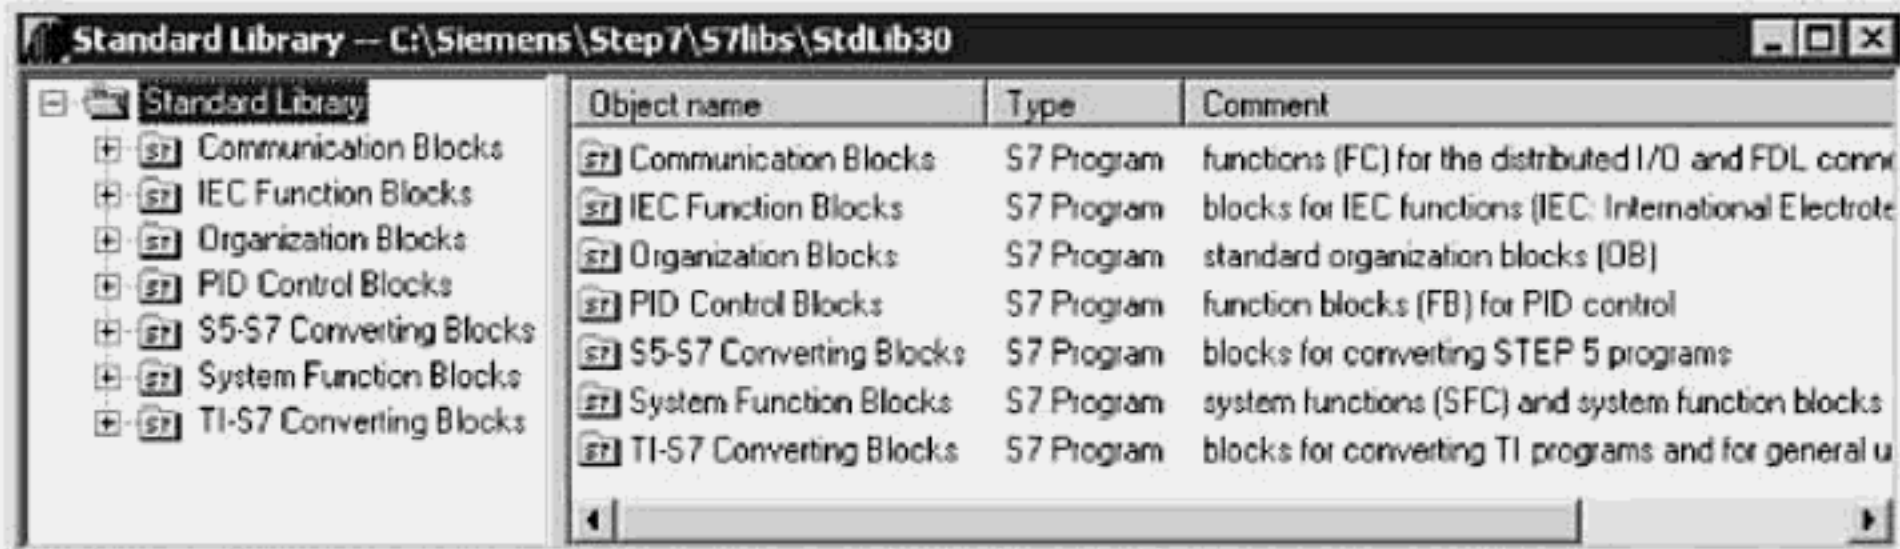 Standard Library -- C:\Siemens\Step7\S7libs\StdLib30
Standard Library
Communication Blocks
IEC Function Blocks
Organization Blocks
PID Control Blocks
S5-S7 Converting Blocks
System Function Blocks
TI-S7 Converting Blocks
Object name Type Comment
Communication Blocks S7 Program functions (FC) for the distributed I/O and FDL conne
IEC Function Blocks S7 Program blocks for IEC functions (IEC: International Electrote
Organization Blocks S7 Program standard organization blocks (OB)
PID Control Blocks S7 Program function blocks (FB) for PID control
S5-S7 Converting Blocks S7 Program blocks for converting STEP 5 programs
System Function Blocks S7 Program system functions (SFC) and system function blocks
TI-S7 Converting Blocks S7 Program blocks for converting TI programs and for general u